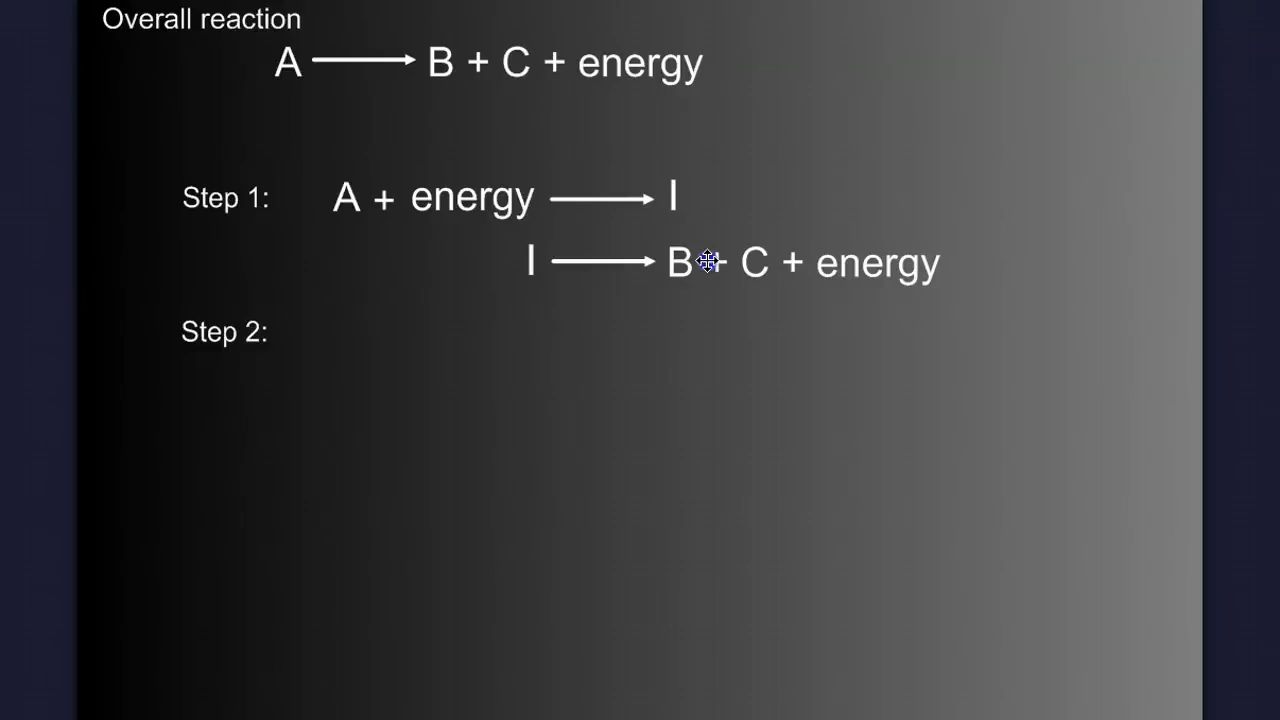 Overall reaction
A ⟶ B + C + energy
Step 1: A + energy ⟶ I
I ⟶ B + C + energy
Step 2: